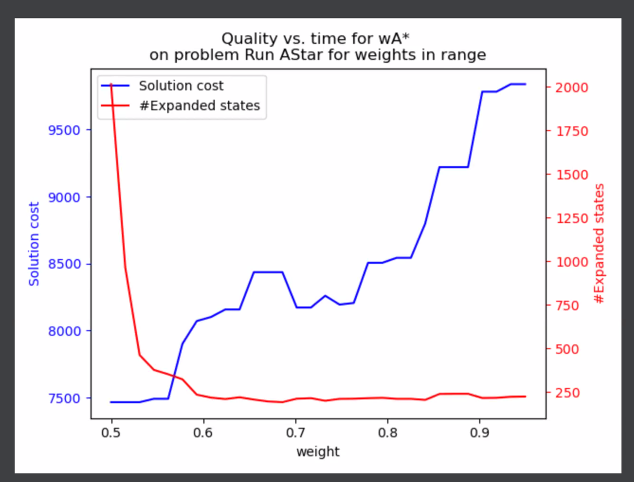 Quality vs. time for wA*
on problem Run AStar for weights in range
Solution cost
#Expanded states
9500
9000
8500
8000
7500
Solution cost
2000
1750
1500
1250
1000
750
500
250
#Expanded states
0.5 0.6 0.7 0.8 0.9
weight